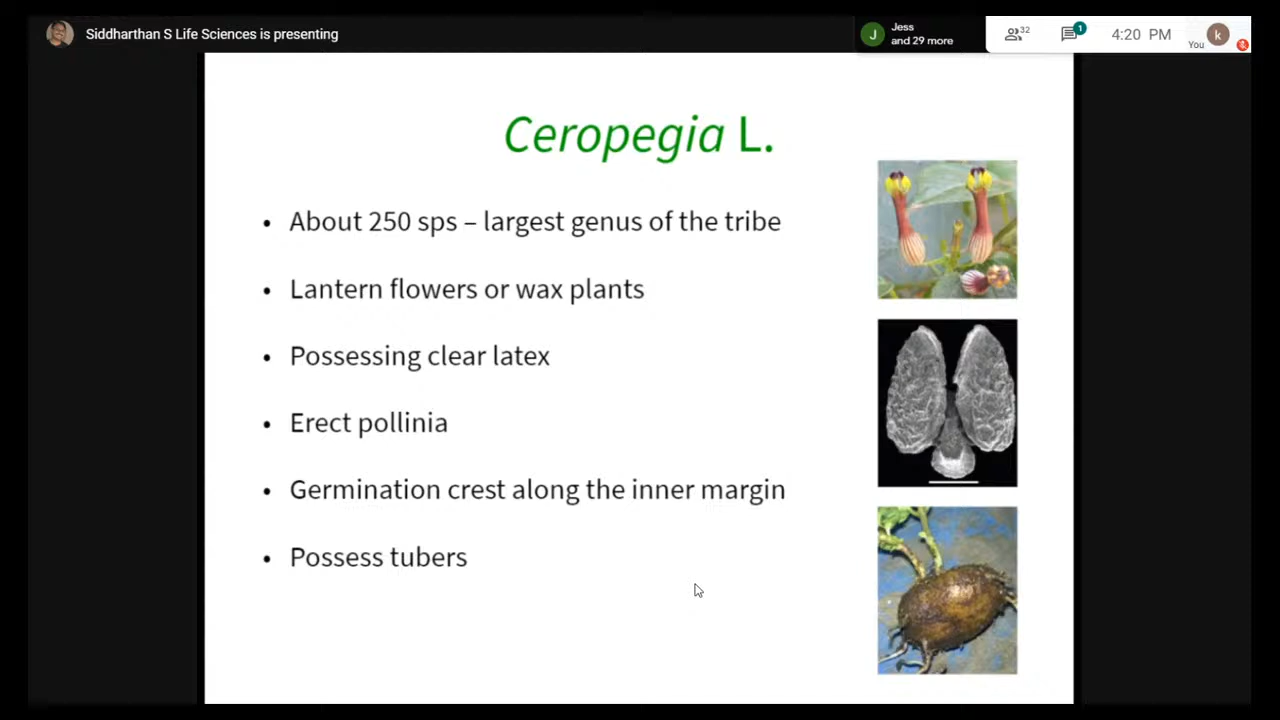 Siddharthan S Life Sciences is presenting
J
Jess
and 29 more
32
1
4:20 PM
You
k
Ceropegia L.
• About 250 sps – largest genus of the tribe
• Lantern flowers or wax plants
• Possessing clear latex
• Erect pollinia
• Germination crest along the inner margin
• Possess tubers